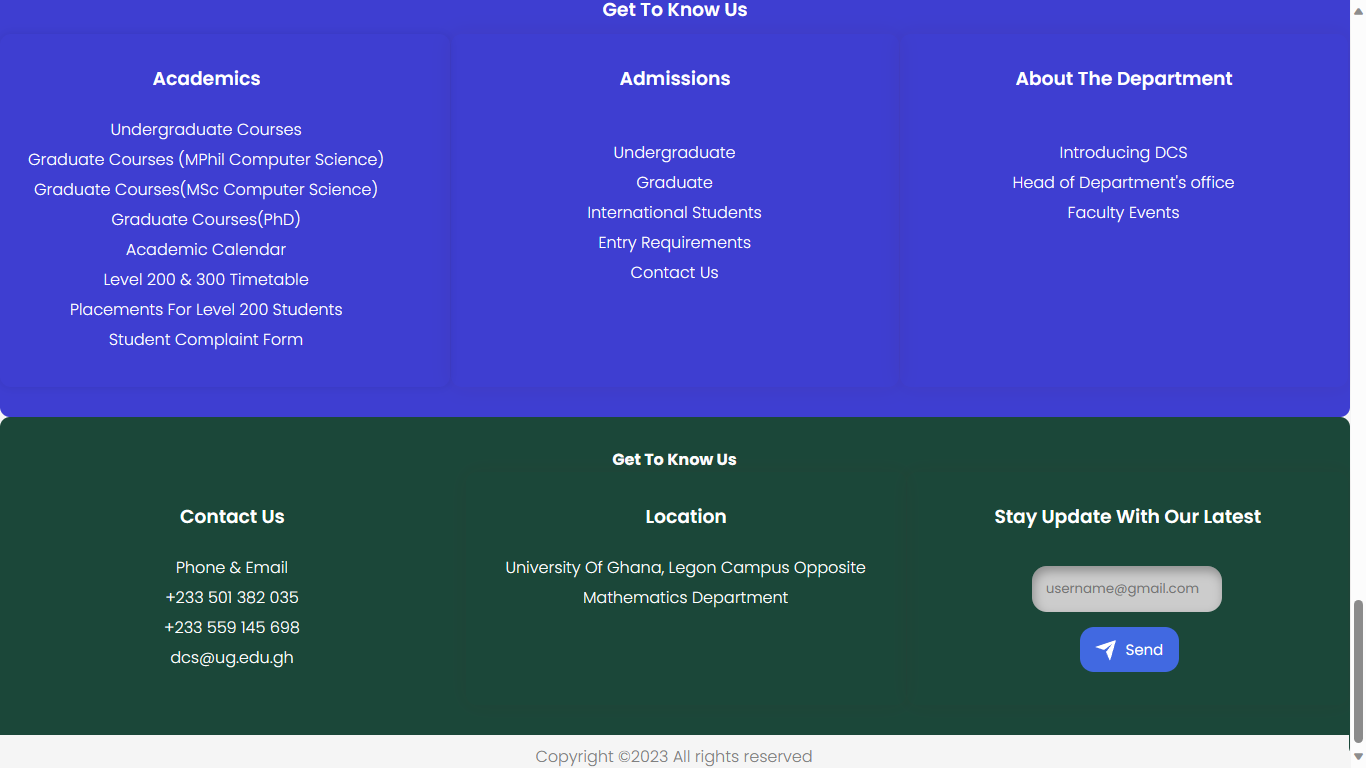 Get To Know Us
Academics
Undergraduate Courses
Graduate Courses (MPhil Computer Science)
Graduate Courses(MSc Computer Science)
Graduate Courses(PhD)
Academic Calendar
Level 200 & 300 Timetable
Placements For Level 200 Students
Student Complaint Form
Admissions
Undergraduate
Graduate
International Students
Entry Requirements
Contact Us
About The Department
Introducing DCS
Head of Department's office
Faculty Events
Get To Know Us
Contact Us
Phone & Email
+233 501 382 035
+233 559 145 698
dcs@ug.edu.gh
Location
University Of Ghana, Legon Campus Opposite
Mathematics Department
Stay Update With Our Latest
username@gmail.com
Send
Copyright ©2023 All rights reserved